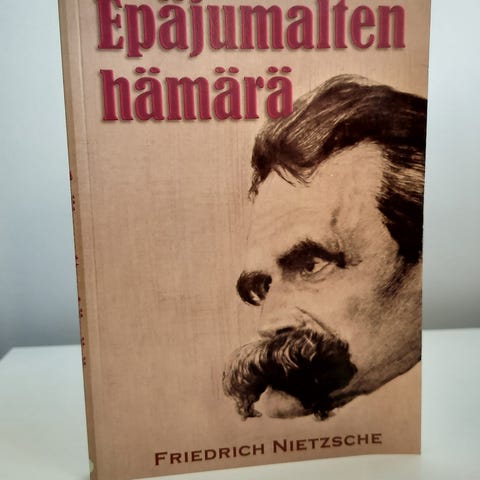 Epäjumalten
hämärä
FRIEDRICH NIETZSCHE